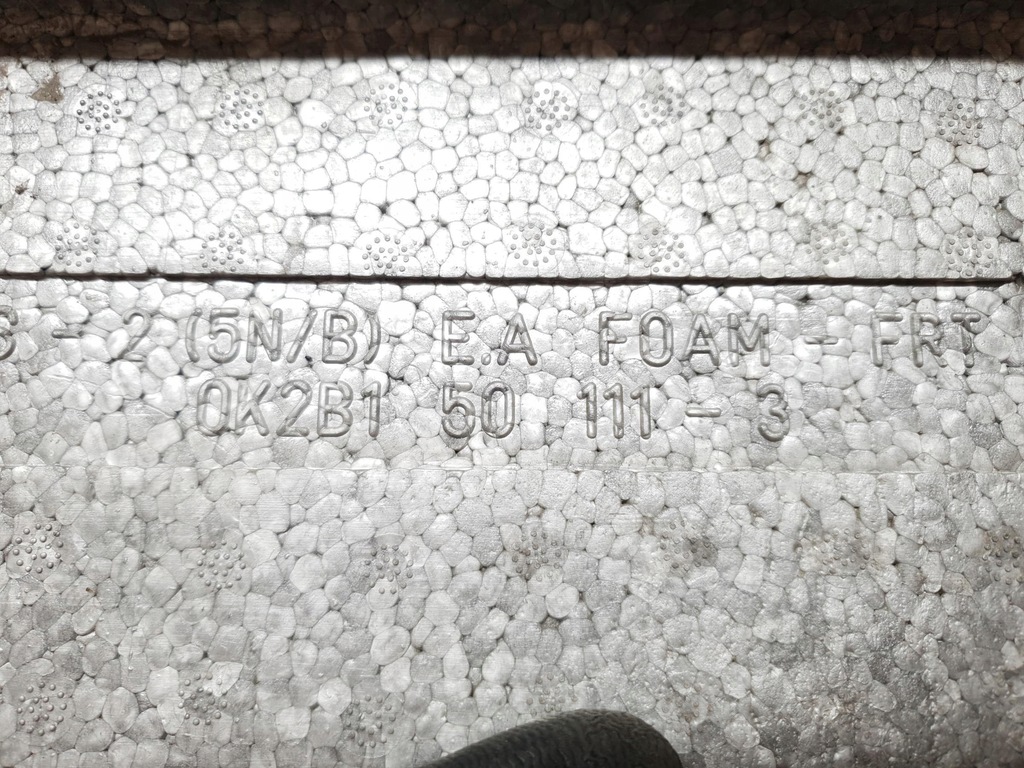 S - 2 (5N/B) E.A FOAM - FRT
0K2B1 50 111 - 3